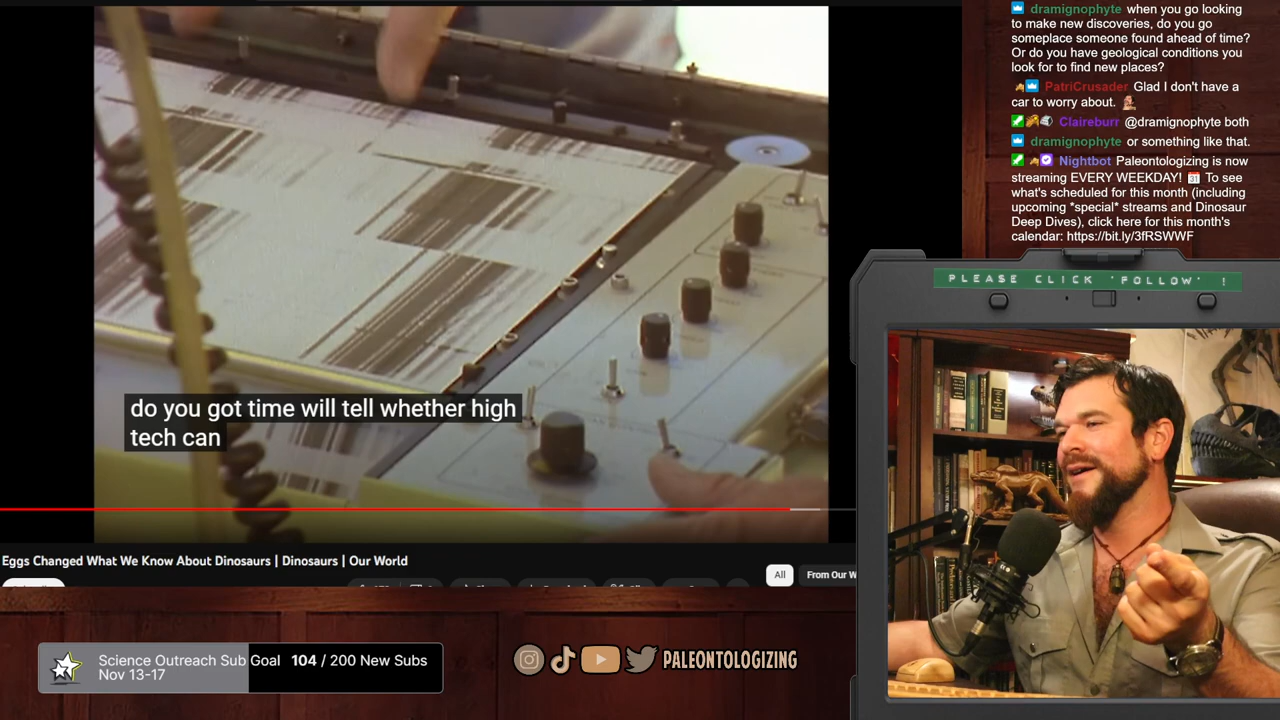 dramignophyte when you go looking
to make new discoveries, do you go
someplace someone found ahead of time?
Or do you have geological conditions you
look for to find new places?
PatriCrusader Glad I don't have a
car to worry about.
Claireburr @dramignophyte both
dramignophyte or something like that.
Nightbot Paleontologizing is now
streaming EVERY WEEKDAY! To see
what's scheduled for this month (including
upcoming *special* streams and Dinosaur
Deep Dives), click here for this month's
calendar: https://bit.ly/3fRSWWF
PLEASE CLICK 'FOLLOW' !
do you got time will tell whether high
tech can
Eggs Changed What We Know About Dinosaurs | Dinosaurs | Our World
All
From Our W
Science Outreach Sub Goal 104 / 200 New Subs
Nov 13-17
PALEONTOLOGIZING